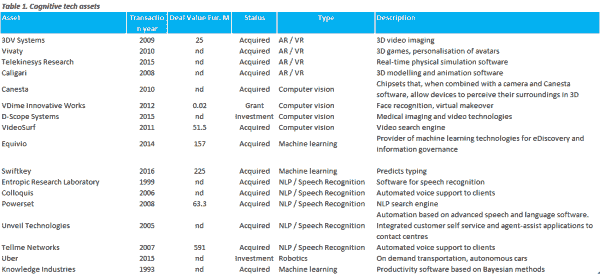 Table 1. Cognitive tech assets
Asset Transactio Deal Value Eur. M Status Type Description
n year
3DV Systems 2009 25 Acquired AR / VR 3D video imaging
Vivaty 2010 nd Acquired AR / VR 3D games, personalisation of avatars
Telekinesys Research 2015 nd Acquired AR / VR Real-time physical simulation software
Caligari 2008 nd Acquired AR / VR 3D modelling and animation software
Chipsets that, when combined with a camera and Canesta
Canesta 2010 nd Acquired Computer vision software, allow devices to perceive their surroundings in 3D
VDime Innovative Works 2012 0.02 Grant Computer vision Face recognition, virtual makeover
D-Scope Systems 2015 nd Investment Computer vision Medical imaging and video technologies
VideoSurf 2011 51.5 Acquired Computer vision Video search engine
Provider of machine learning technologies for eDiscovery and
Equivio 2014 157 Acquired Machine learning information governance
Swiftkey 2016 225 Acquired Machine learning Predicts typing
Entropic Research Laboratory 1999 nd Acquired NLP / Speech Recognition Software for speech recognition
Colloquis 2006 nd Acquired NLP / Speech Recognition Automated voice support to clients
Powerset 2008 63.3 Acquired NLP / Speech Recognition NLP search engine
Automation based on advanced speech and language software.
Unveil Technologies 2005 nd Acquired NLP / Speech Recognition Integrated customer self service and agent-assist applications to
contact centres
Tellme Networks 2007 591 Acquired NLP / Speech Recognition Automated voice support to clients
Uber 2015 nd Investment Robotics On demand transportation, autonomous cars
Knowledge Industries 1993 nd Acquired Machine learning Productivity software based on Bayesian methods